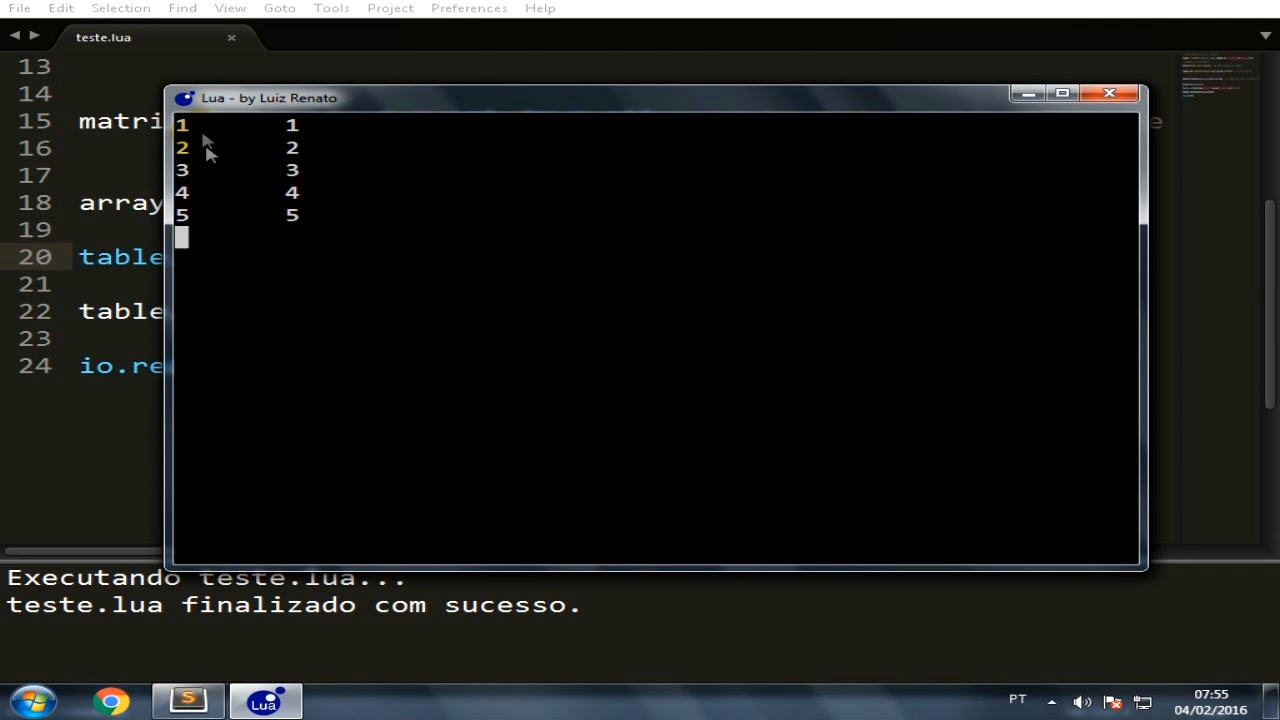 File Edit Selection Find View Goto Tools Project Preferences Help
teste.lua
Lua - by Luiz Renato
1 1
2 2
3 3
4 4
5 5
13
14
15 matri
16
17
18 array
19
20 table
21
22 table
23
24 io.re
Executando teste.lua...
teste.lua finalizado com sucesso.
S
Lua
PT
07:55
04/02/2016